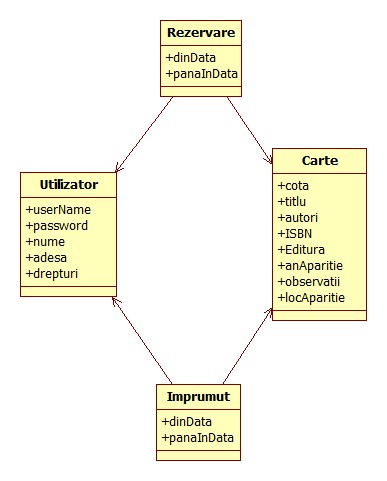 Rezervare
+dinData
+panaInData
Utilizator
+userName
+password
+nume
+adesa
+drepturi
Carte
+cota
+titlu
+autori
+ISBN
+Editura
+anAparitie
+observatii
+locAparitie
Imprumut
+dinData
+panaInData